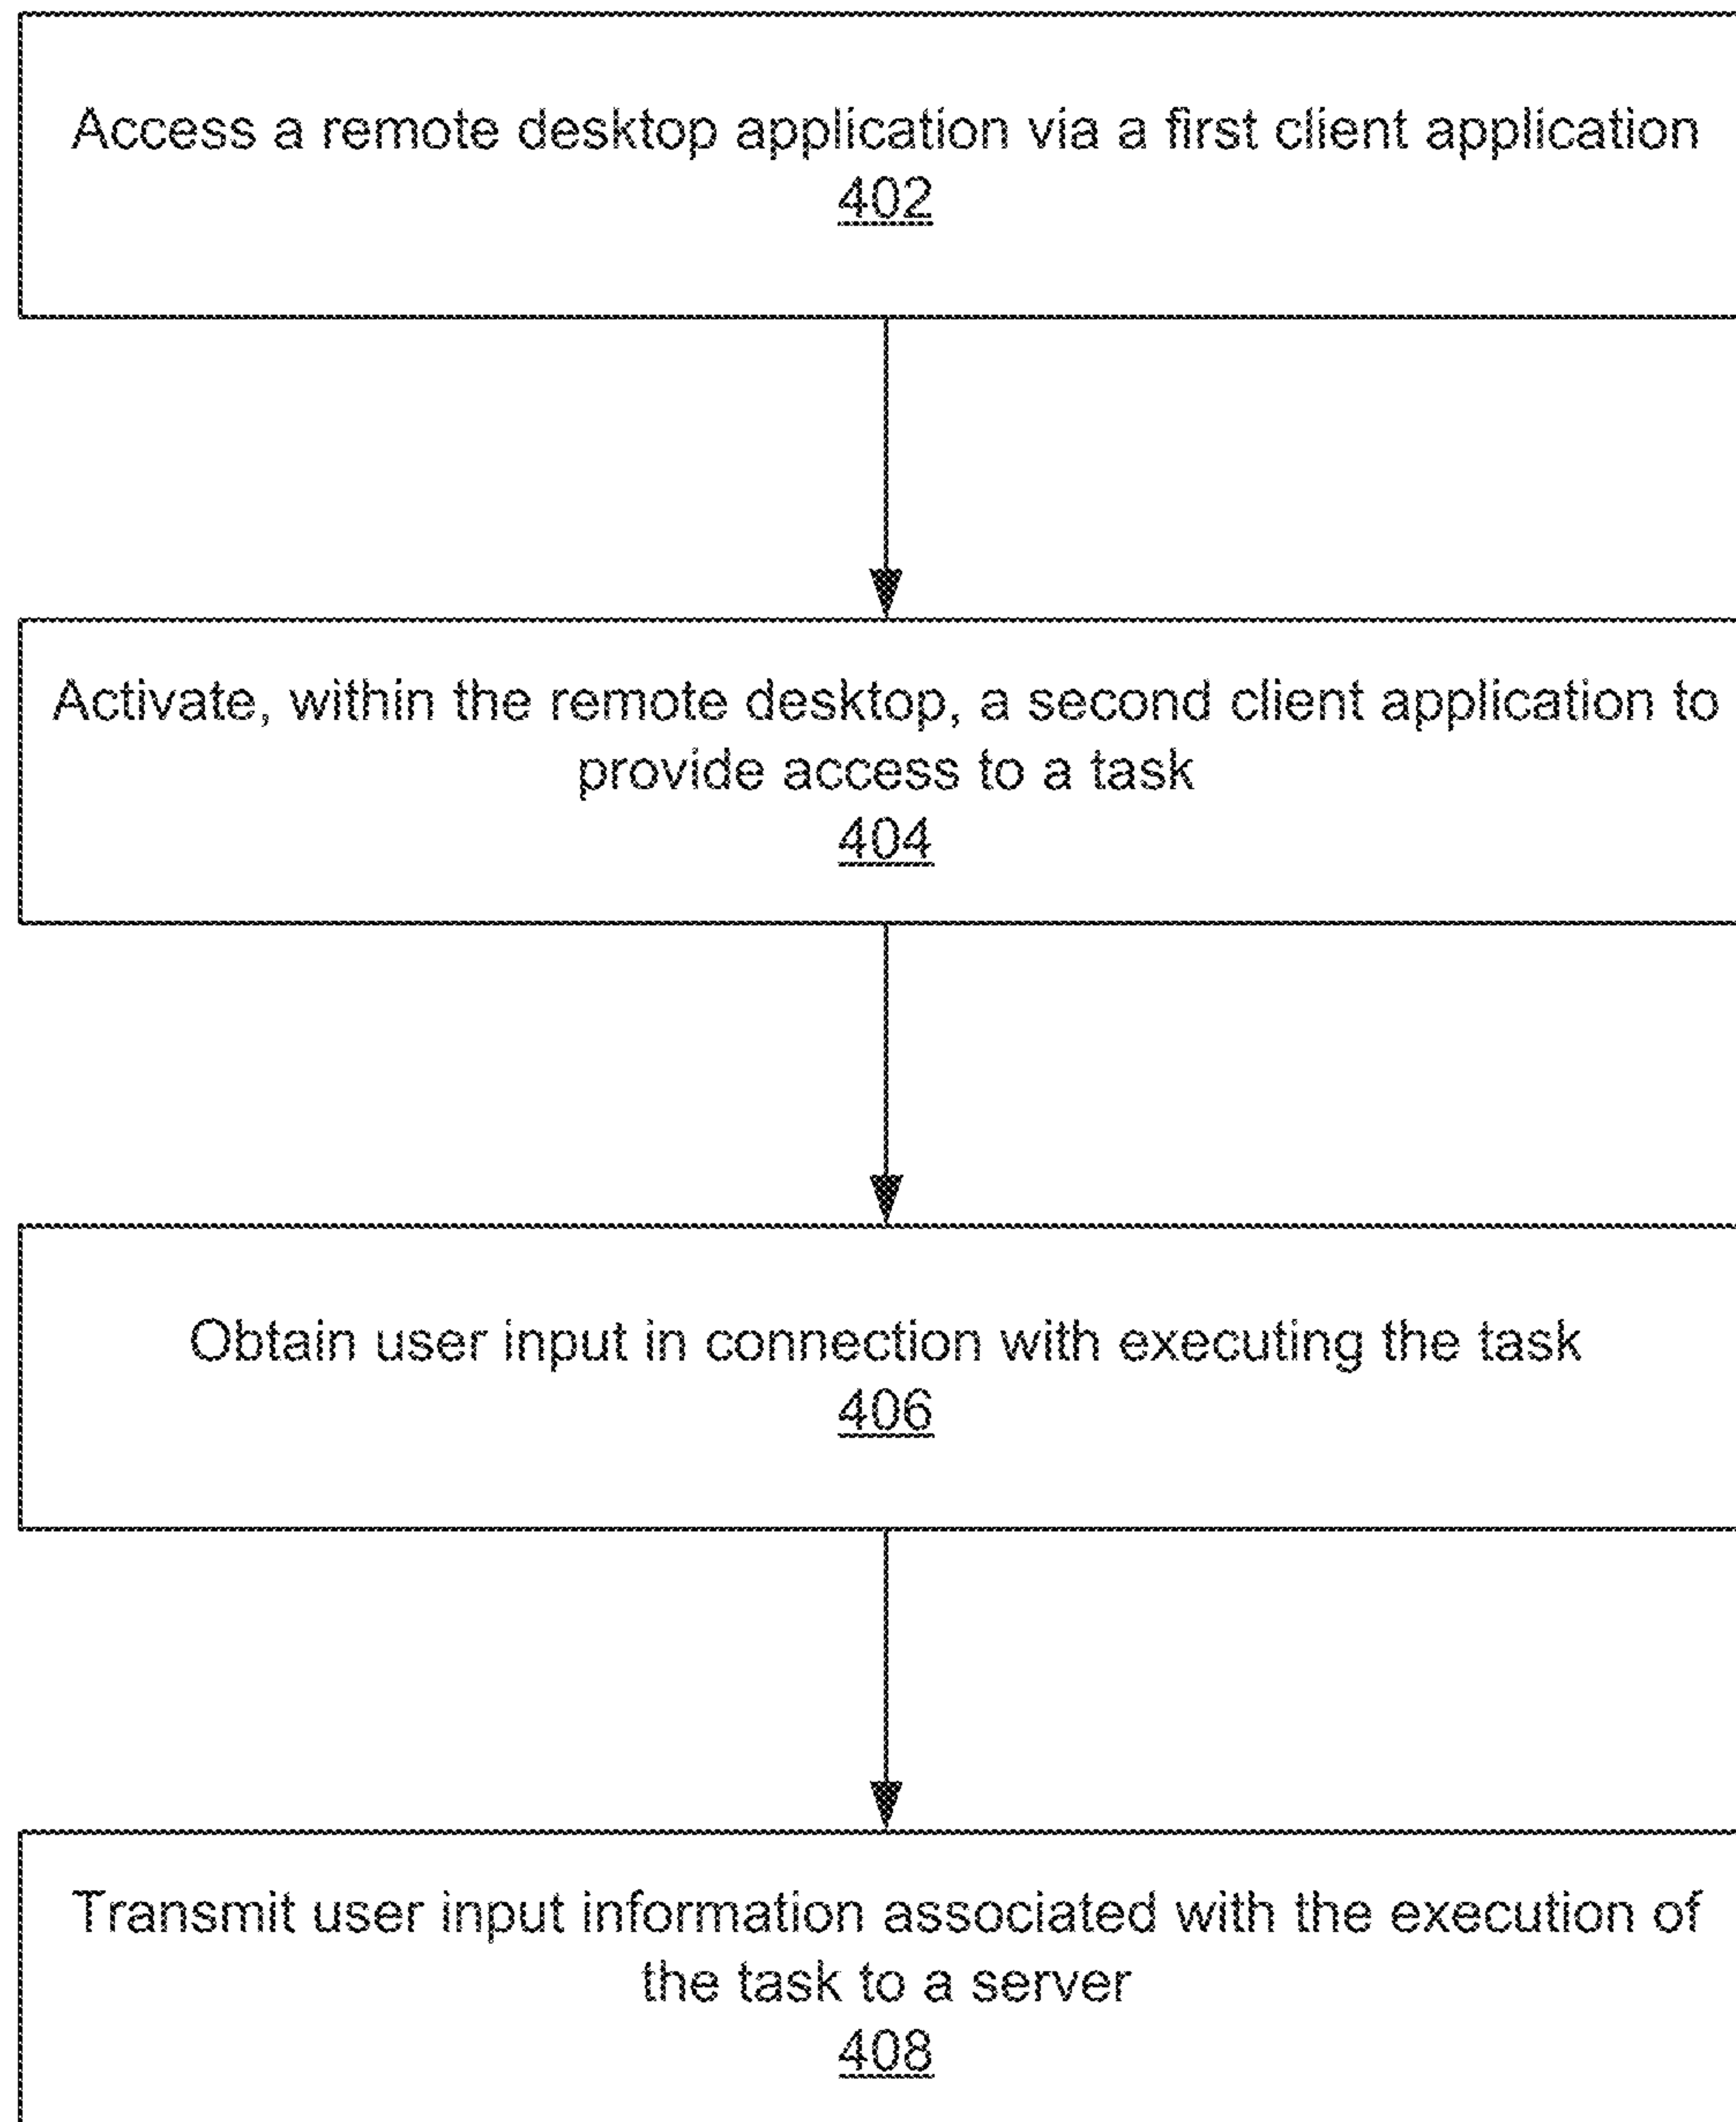 Access a remote desktop application via a first client application
402
Activate, within the remote desktop, a second client application to
provide access to a task
404
Obtain user input in connection with executing the task
406
Transmit user input information associated with the execution of
the task to a server
408